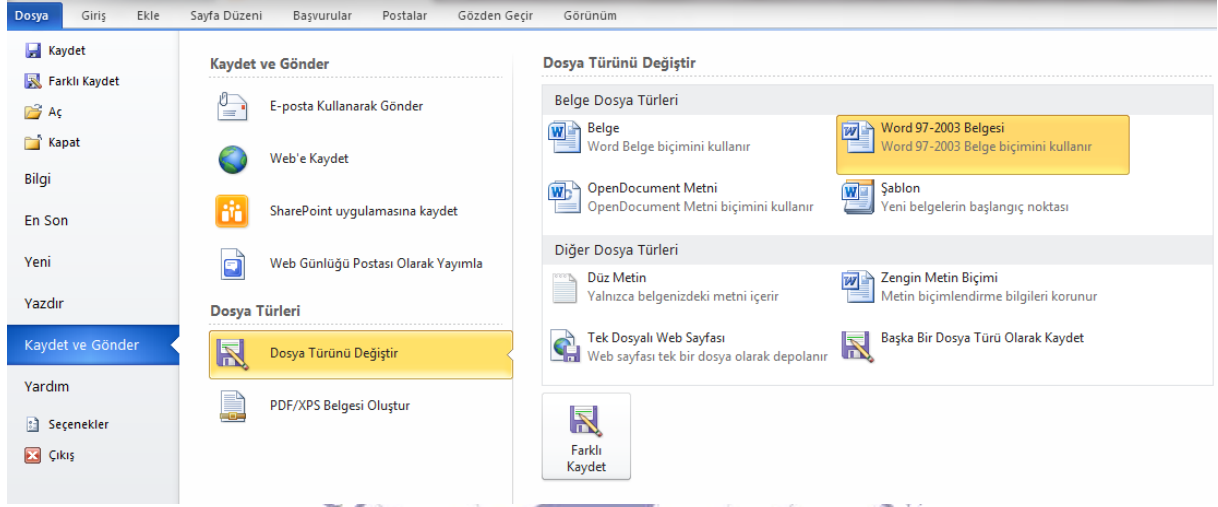 Dosya Giriş Ekle Sayfa Düzeni Başvurular Postalar Gözden Geçir Görünüm
Kaydet
Farklı Kaydet
Aç
Kapat
Bilgi
En Son
Yeni
Yazdır
Kaydet ve Gönder
Yardım
Seçenekler
Çıkış
Kaydet ve Gönder
E-posta Kullanarak Gönder
Web'e Kaydet
SharePoint uygulamasına kaydet
Web Günlüğü Postası Olarak Yayımla
Dosya Türleri
Dosya Türünü Değiştir
PDF/XPS Belgesi Oluştur
Dosya Türünü Değiştir
Belge Dosya Türleri
Belge
Word Belge biçimini kullanır
Word 97-2003 Belgesi
Word 97-2003 Belge biçimini kullanır
OpenDocument Metni
OpenDocument Metni biçimini kullanır
Şablon
Yeni belgelerin başlangıç noktası
Diğer Dosya Türleri
Düz Metin
Yalnızca belgenizdeki metni içerir
Zengin Metin Biçimi
Metin biçimlendirme bilgileri korunur
Tek Dosyalı Web Sayfası
Web sayfası tek bir dosya olarak depolanır
Başka Bir Dosya Türü Olarak Kaydet
Farklı
Kaydet